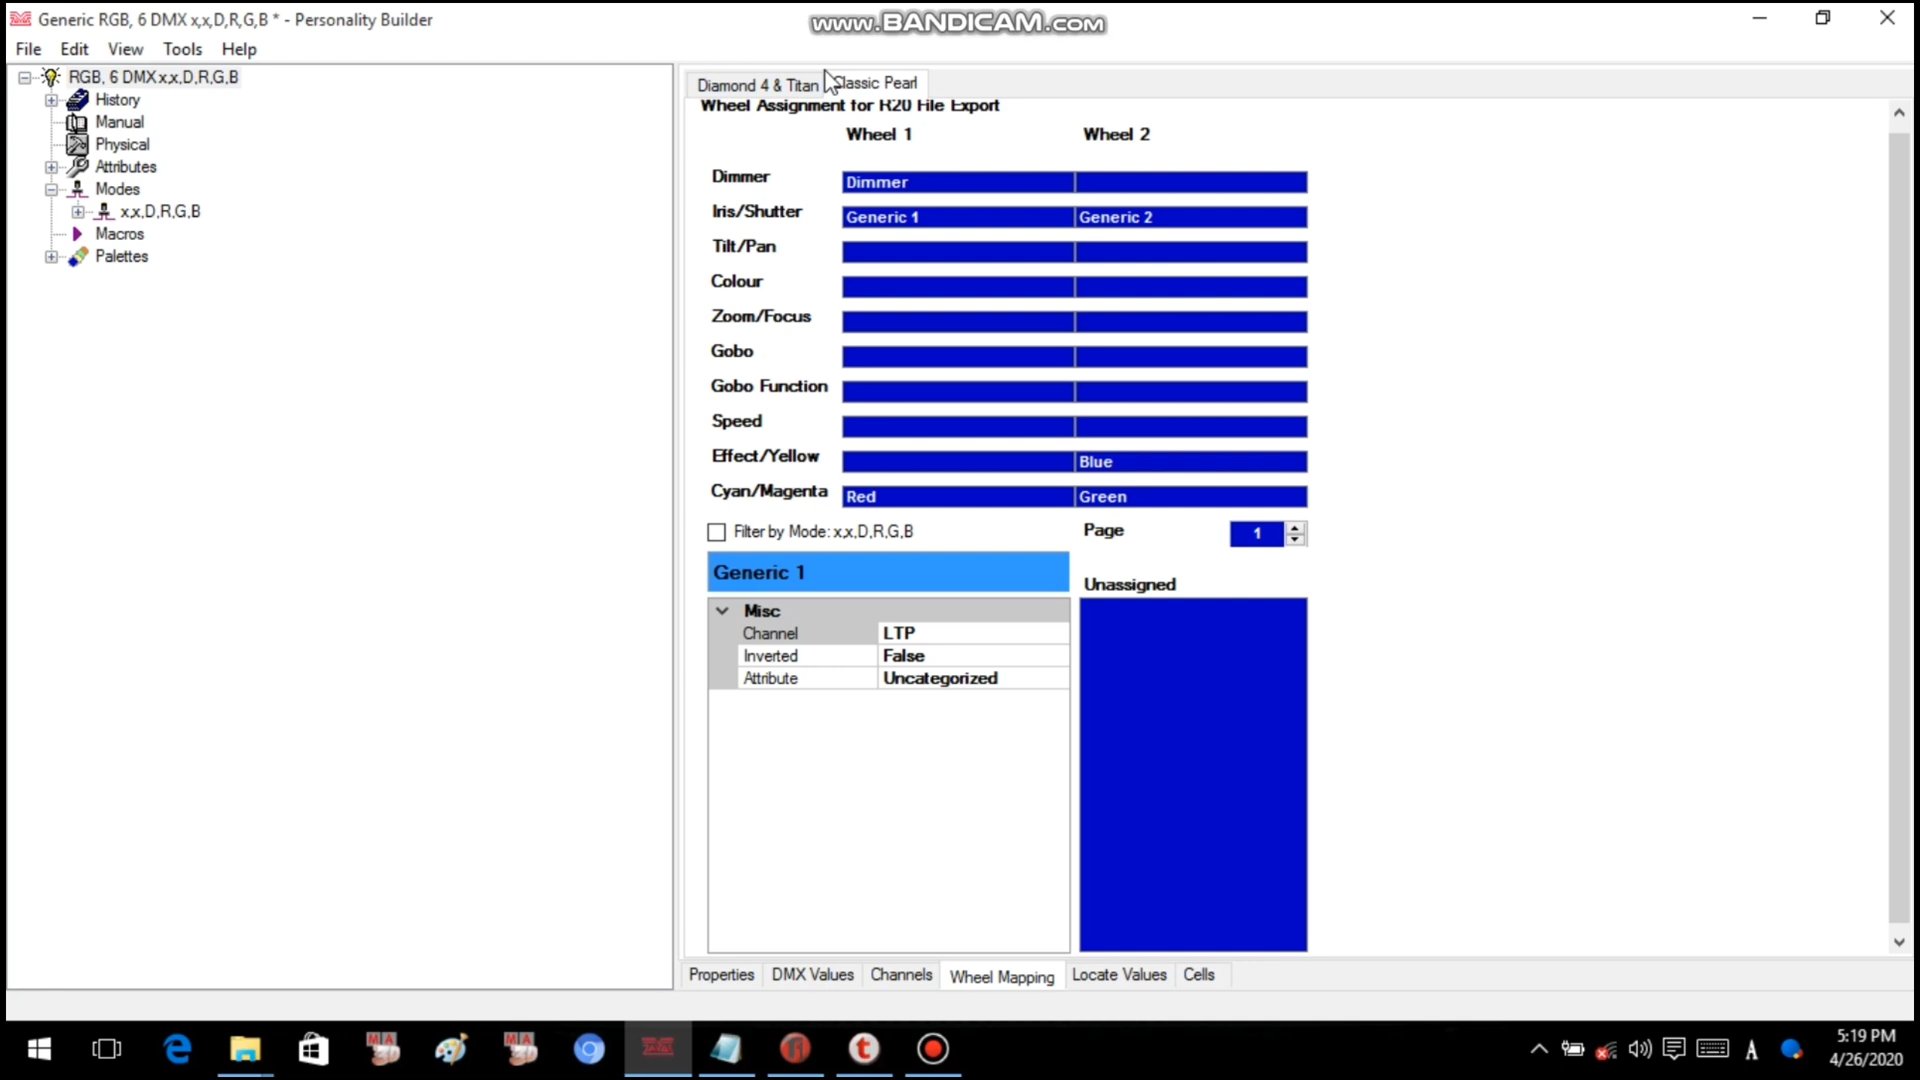 Generic RGB, 6 DMX x,x,D,R,G,B * - Personality Builder
www.BANDICAM.com
File Edit View Tools Help
RGB, 6 DMX x,x,D,R,G,B
History
Manual
Physical
Attributes
Modes
x,x,D,R,G,B
Macros
Palettes
Diamond 4 & Titan
Classic Pearl
Wheel Assignment for R20 File Export
Wheel 1 Wheel 2
Dimmer Dimmer
Iris/Shutter Generic 1 Generic 2
Tilt/Pan
Colour
Zoom/Focus
Gobo
Gobo Function
Speed
Effect/Yellow Blue
Cyan/Magenta Red Green
Filter by Mode: x,x,D,R,G,B
Page 1
Generic 1
Unassigned
Misc
Channel LTP
Inverted False
Attribute Uncategorized
Properties DMX Values Channels Wheel Mapping Locate Values Cells
MA MA
A
5:19 PM
4/26/2020